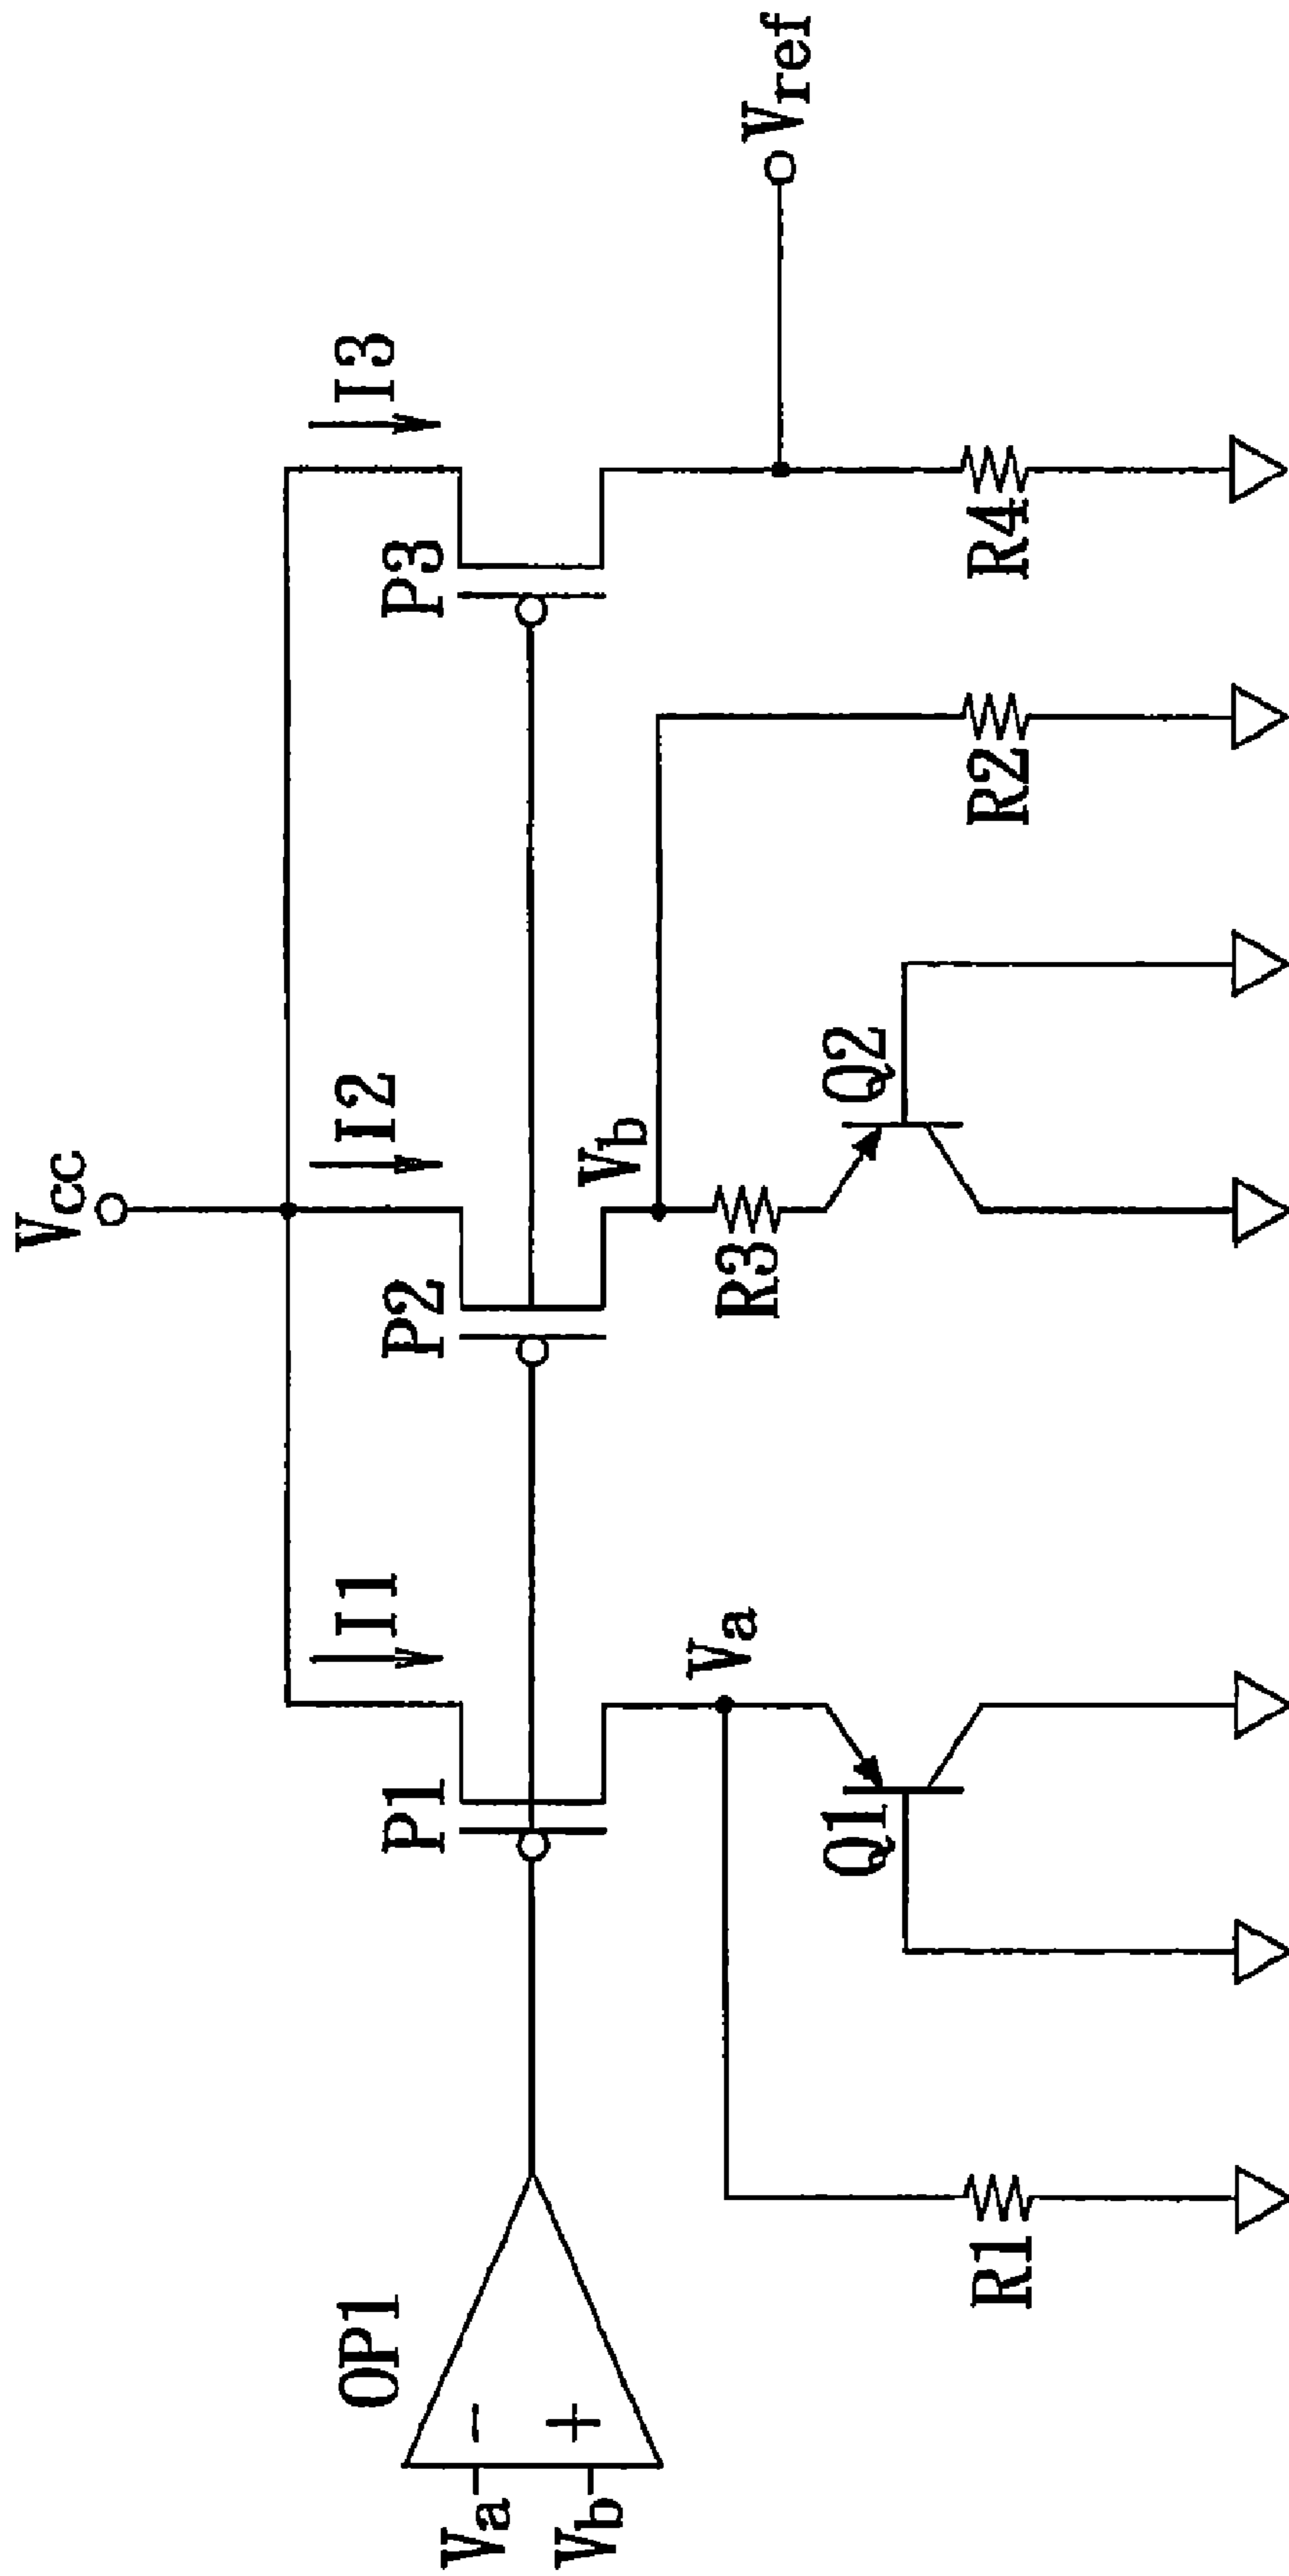 Vcc
I1
I2
I3
OP1
P1
P2
P3
Va
−
Vb
+
Va
Vb
Vref
R3
Q1
Q2
R1
R2
R4